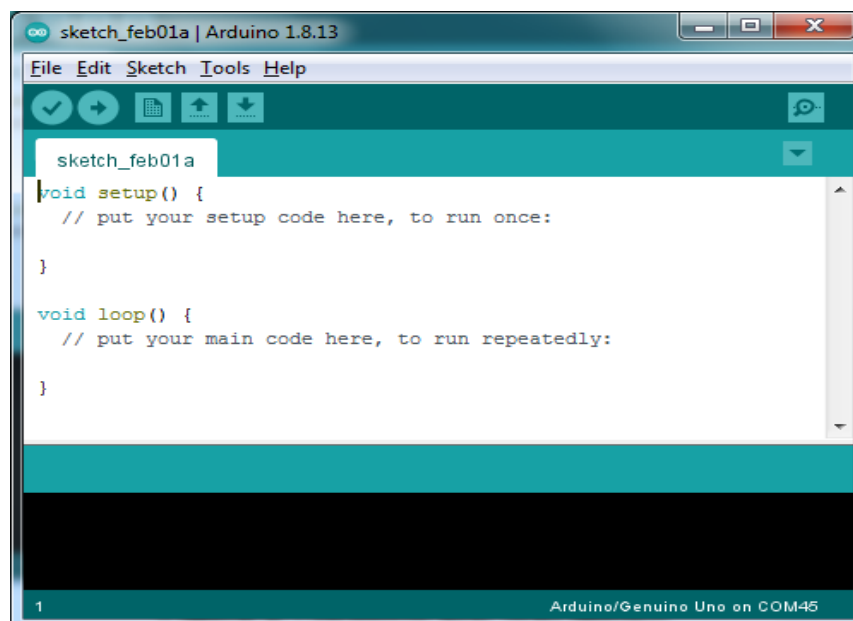 sketch_feb01a | Arduino 1.8.13
File Edit Sketch Tools Help
sketch_feb01a
void setup() {
  // put your setup code here, to run once:
}
void loop() {
  // put your main code here, to run repeatedly:
}
1 Arduino/Genuino Uno on COM45